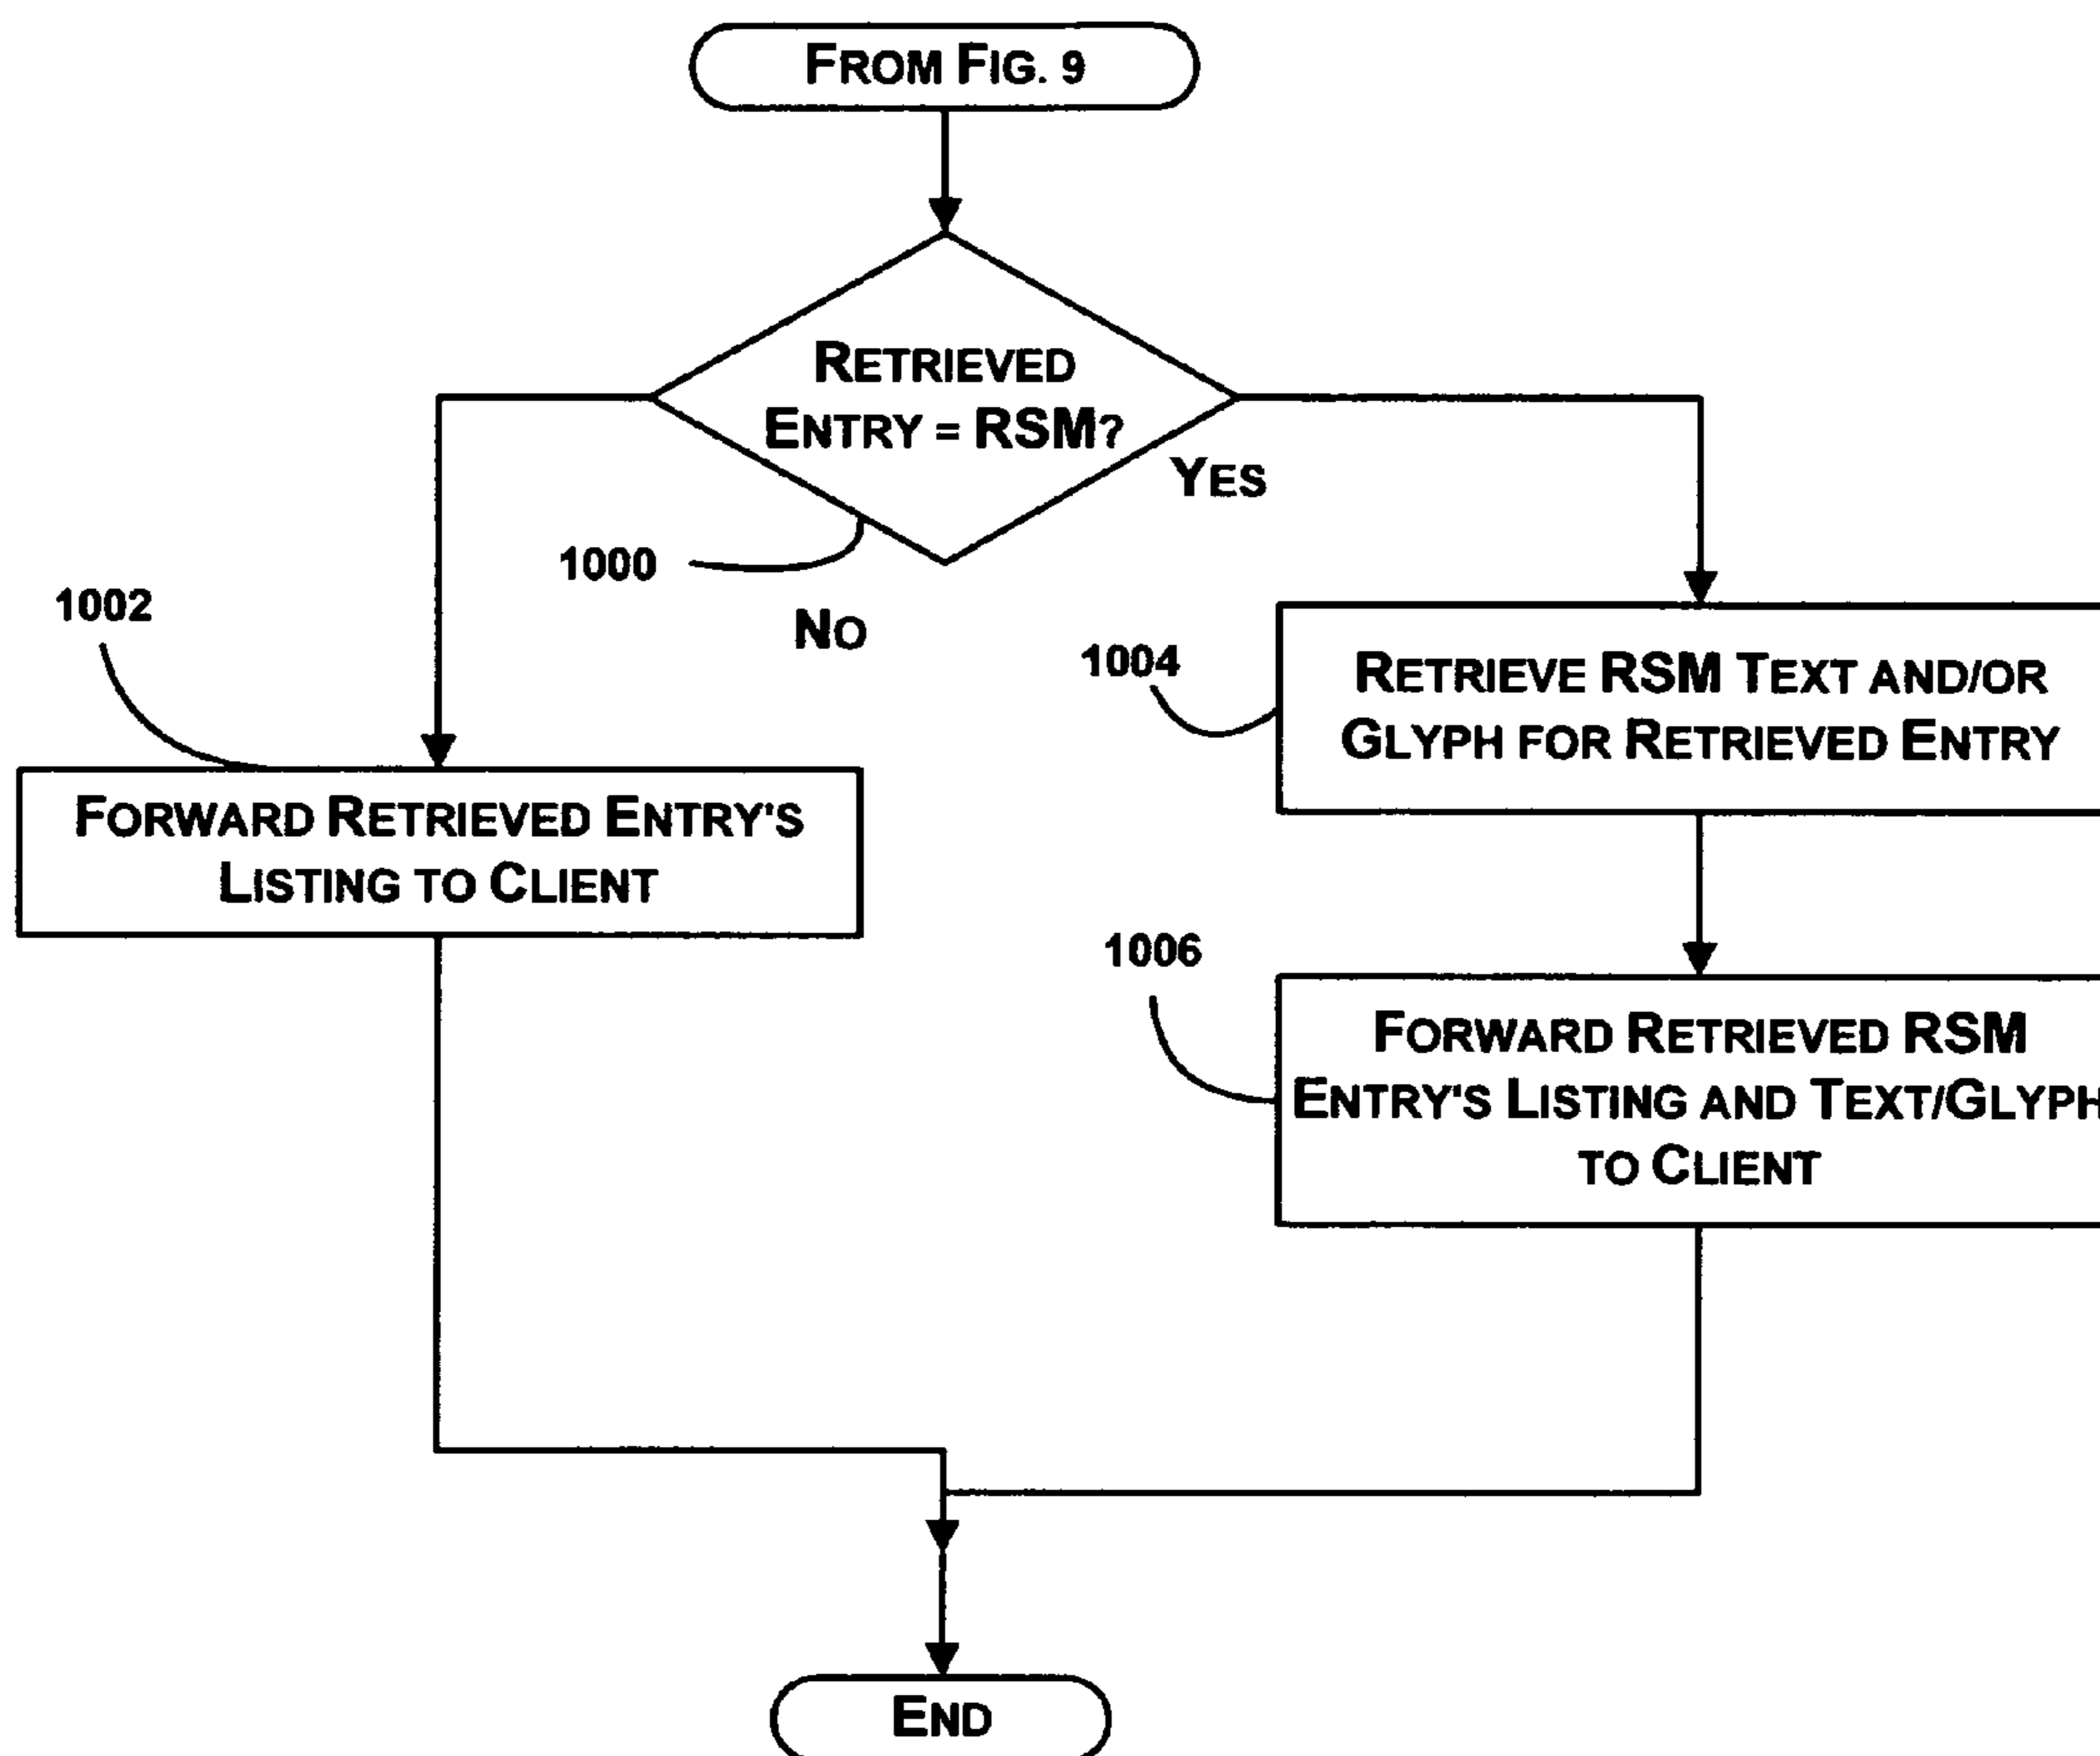 FROM FIG. 9
RETRIEVED
ENTRY = RSM?
YES
1000
NO
1002
FORWARD RETRIEVED ENTRY'S
LISTING TO CLIENT
1004
RETRIEVE RSM TEXT AND/OR
GLYPH FOR RETRIEVED ENTRY
1006
FORWARD RETRIEVED RSM
ENTRY'S LISTING AND TEXT/GLYPH
TO CLIENT
END